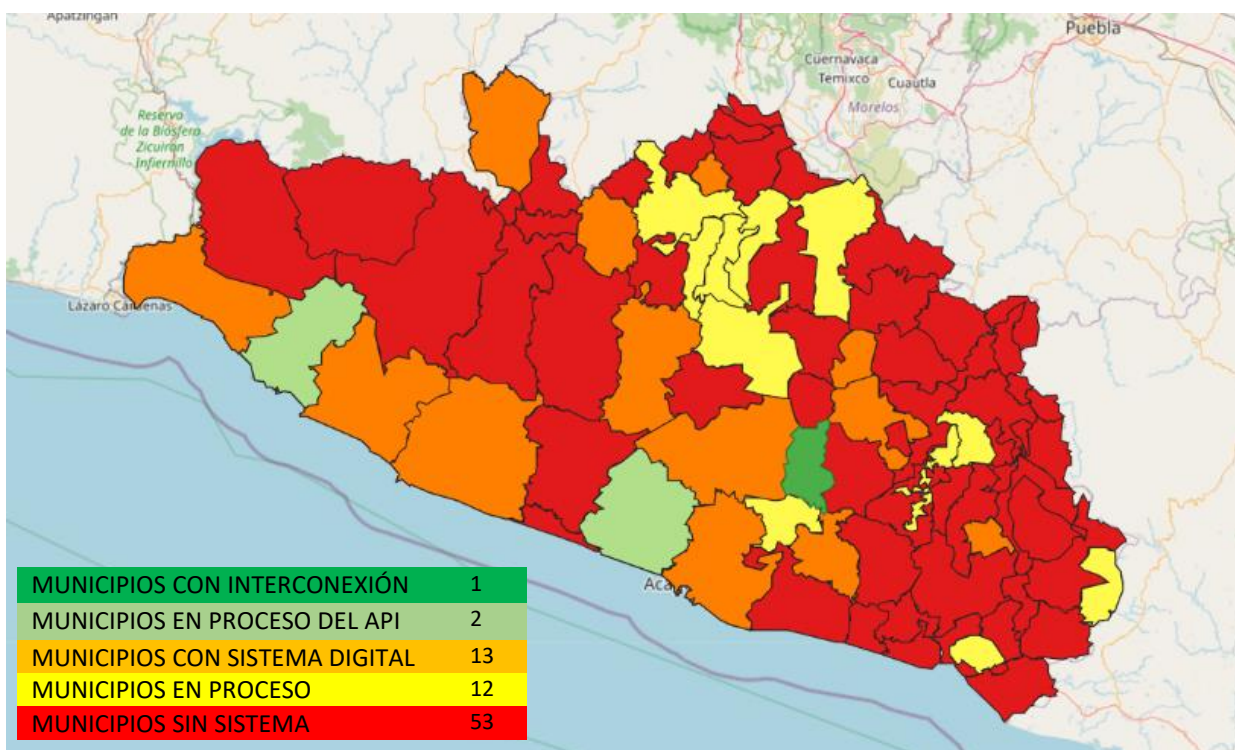 Apatzingán
Puebla
Cuernavaca
Temixco
Cuautla
Morelos
Reserva
de la Biósfera
Zicuirán
Infiernillo
Lázaro Cárdenas
Aca
MUNICIPIOS CON INTERCONEXIÓN 1
MUNICIPIOS EN PROCESO DEL API 2
MUNICIPIOS CON SISTEMA DIGITAL 13
MUNICIPIOS EN PROCESO 12
MUNICIPIOS SIN SISTEMA 53